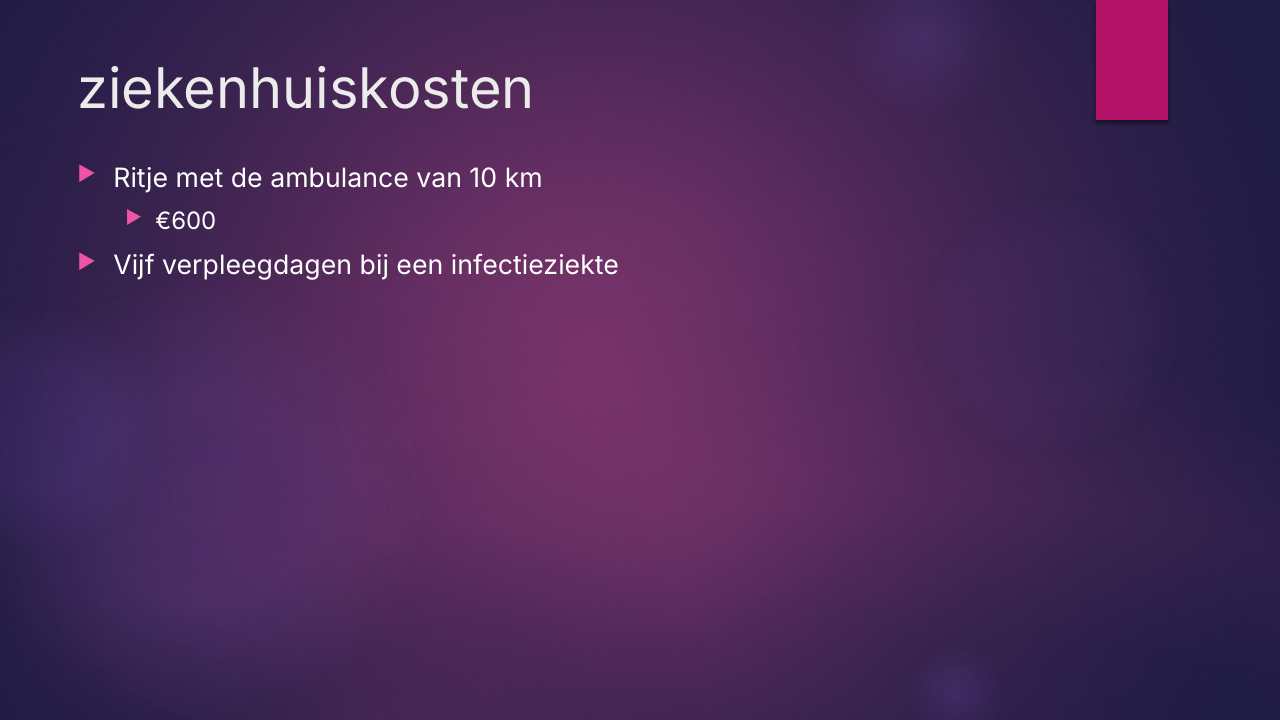 ziekenhuiskosten
Ritje met de ambulance van 10 km
€600
Vijf verpleegdagen bij een infectieziekte